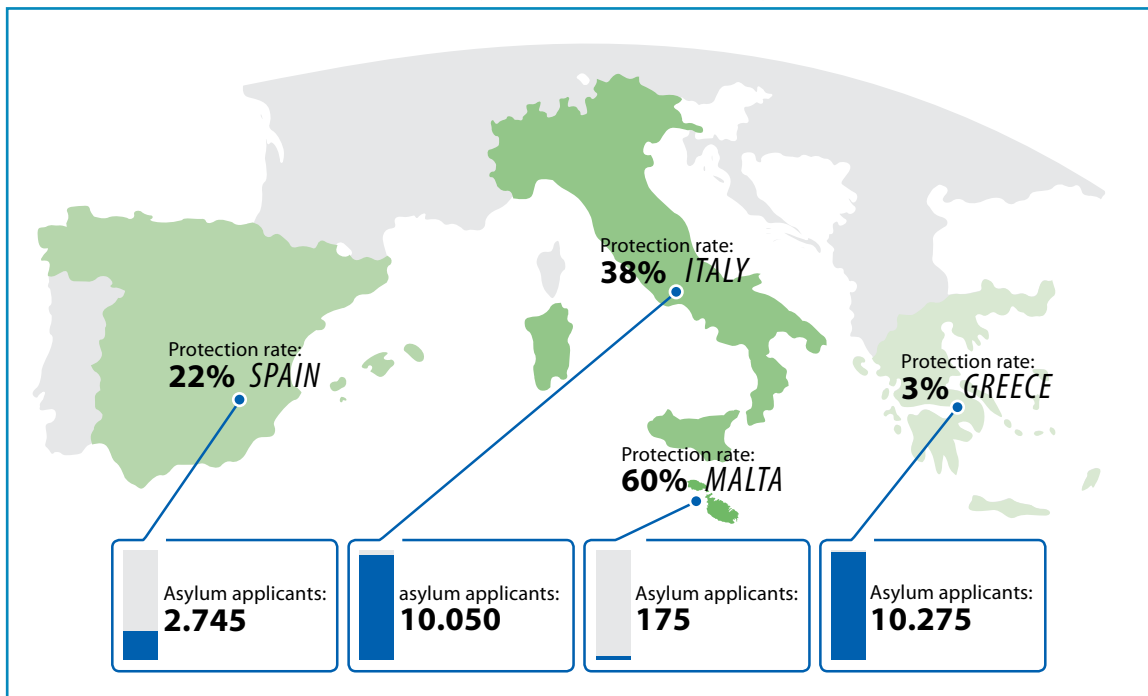 Protection rate:
38% ITALY
Protection rate:
22% SPAIN
Protection rate:
3% GREECE
Protection rate:
60% MALTA
Asylum applicants:
2.745
asylum applicants:
10.050
Asylum applicants:
175
Asylum applicants:
10.275